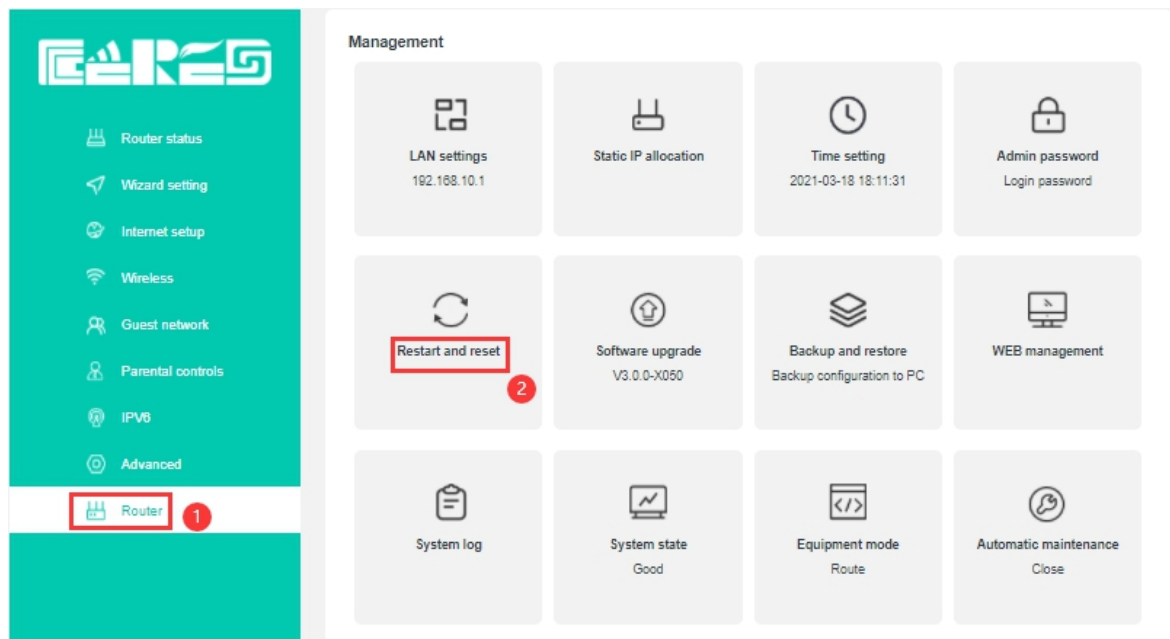 Management
Router status
Wizard setting
Internet setup
Wireless
Guest network
Parental controls
IPV6
Advanced
Router
1
LAN settings
192.168.10.1
Static IP allocation
Time setting
2021-03-18 18:11:31
Admin password
Login password
Restart and reset
2
Software upgrade
V3.0.0-X050
Backup and restore
Backup configuration to PC
WEB management
System log
System state
Good
Equipment mode
Route
Automatic maintenance
Close